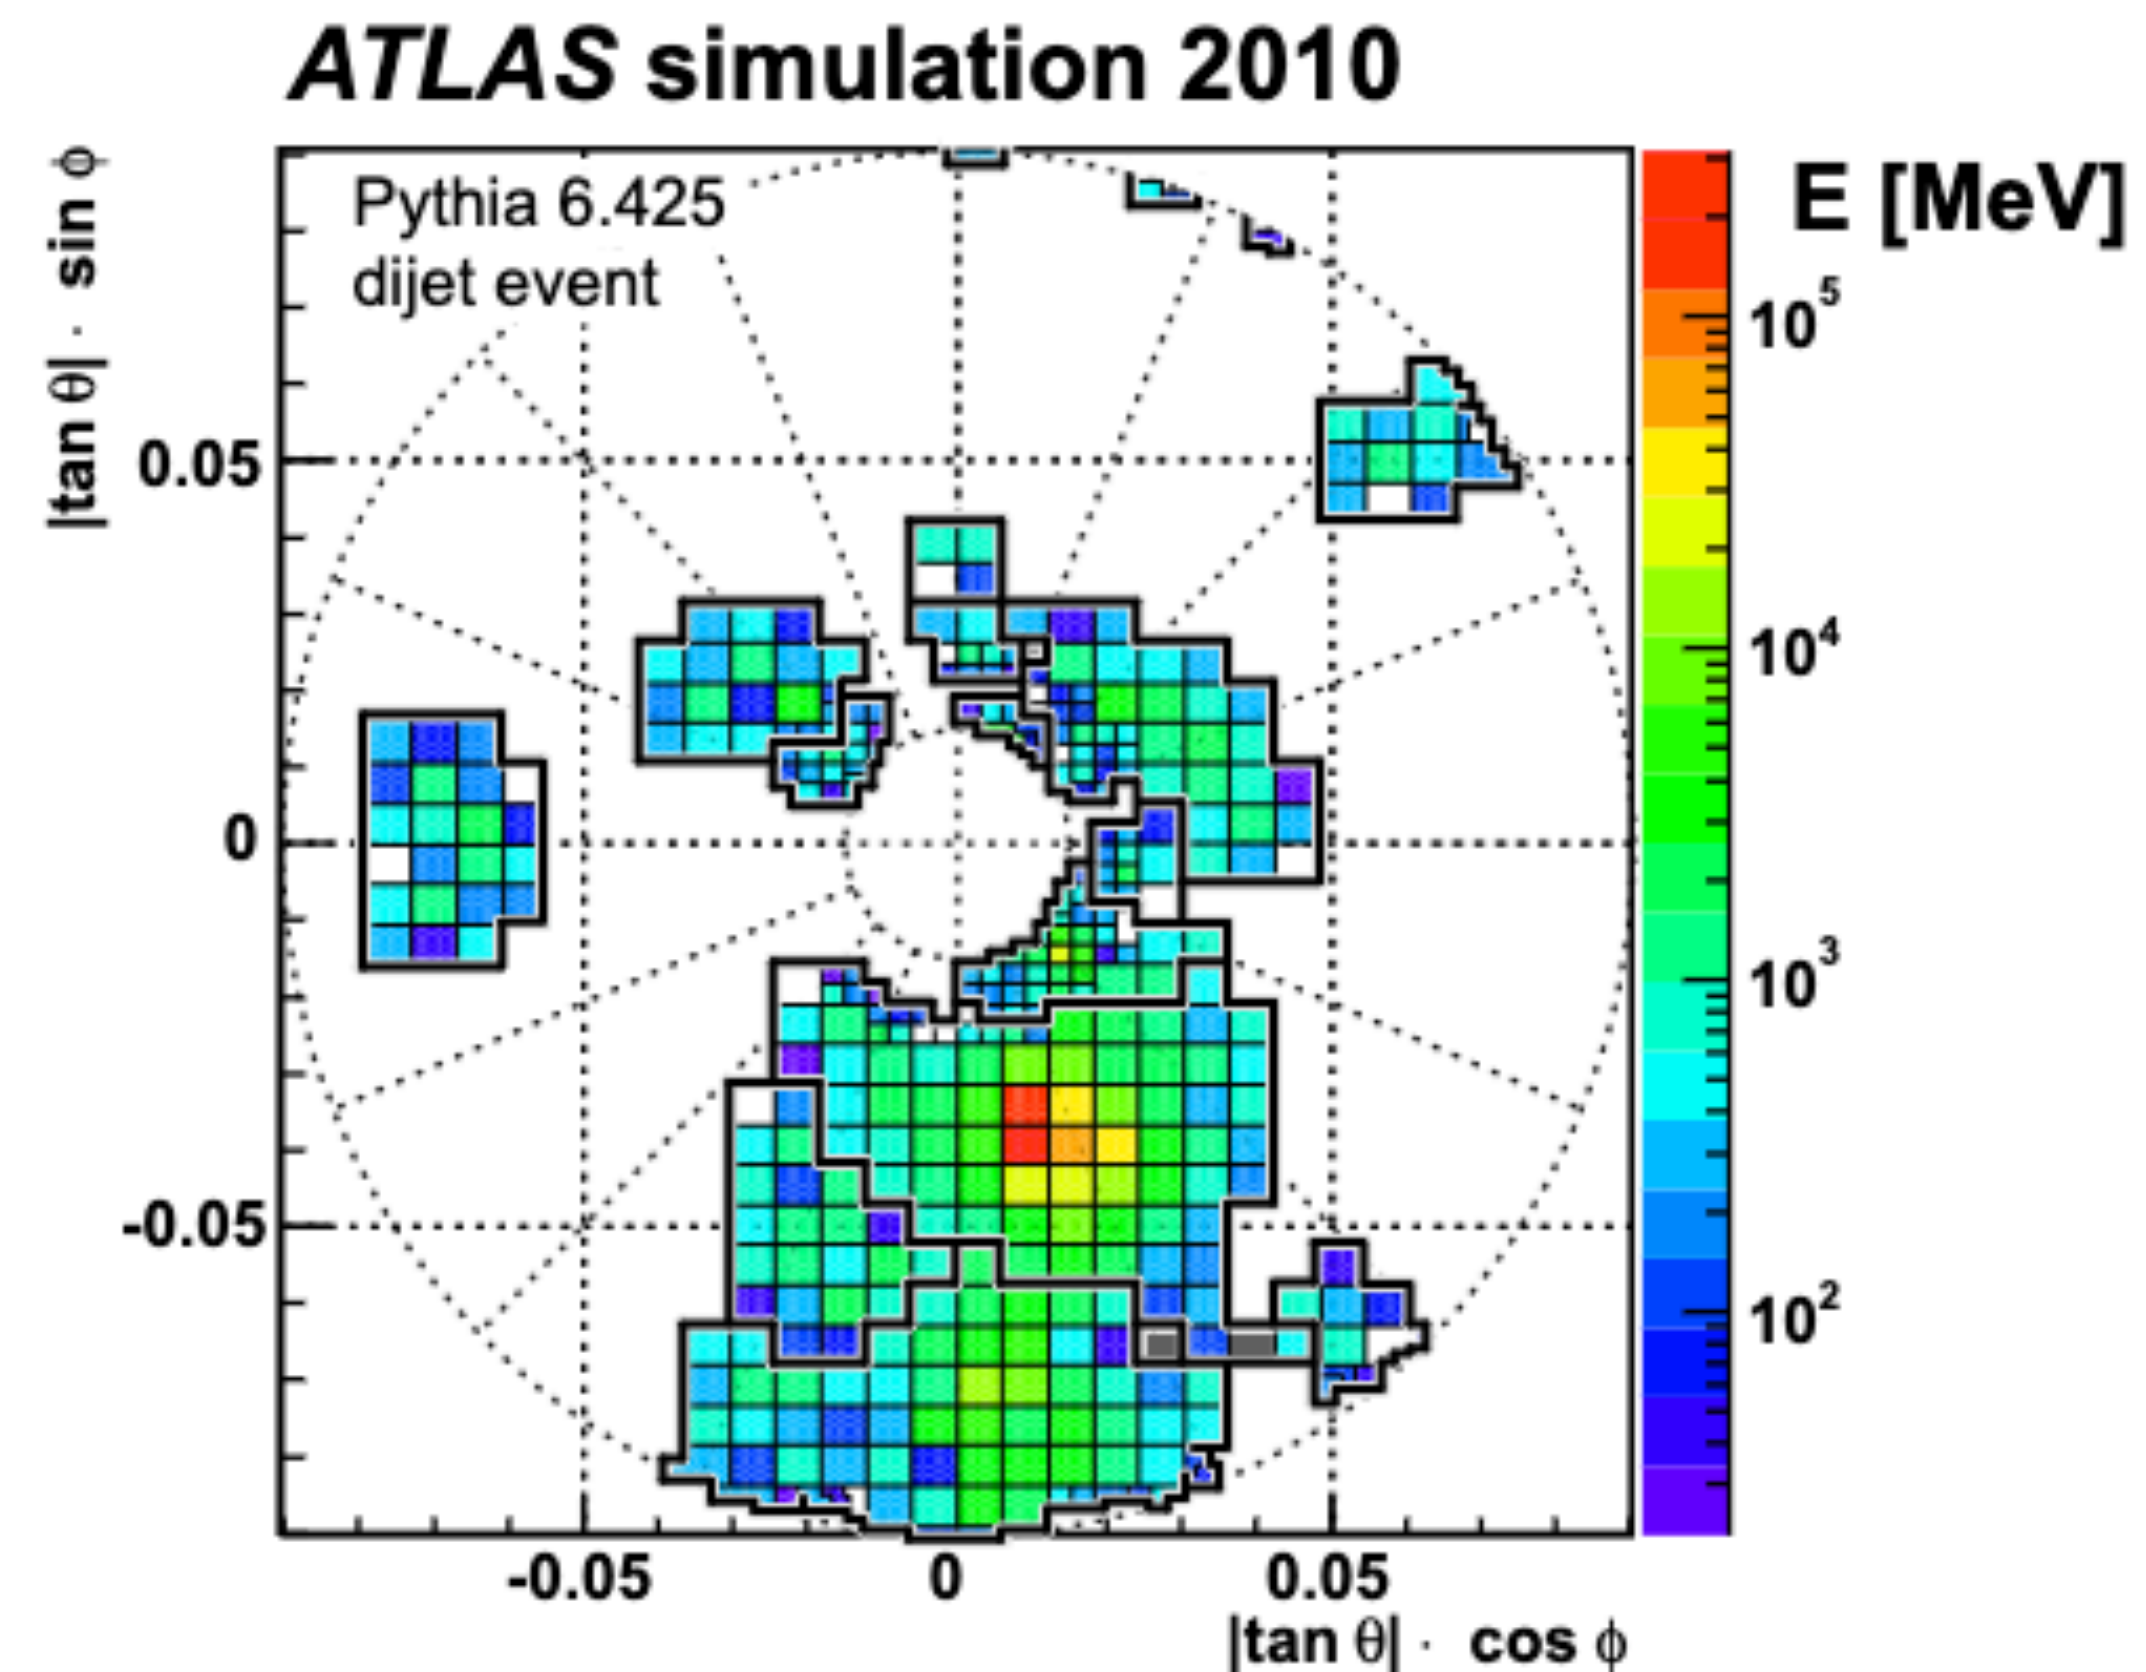 ATLAS simulation 2010
Pythia 6.425
dijet event
E [MeV]
10⁵
10⁴
10³
10²
|tan θ| · sin ϕ
0.05
0
-0.05
-0.05
0
0.05
|tan θ| · cos ϕ